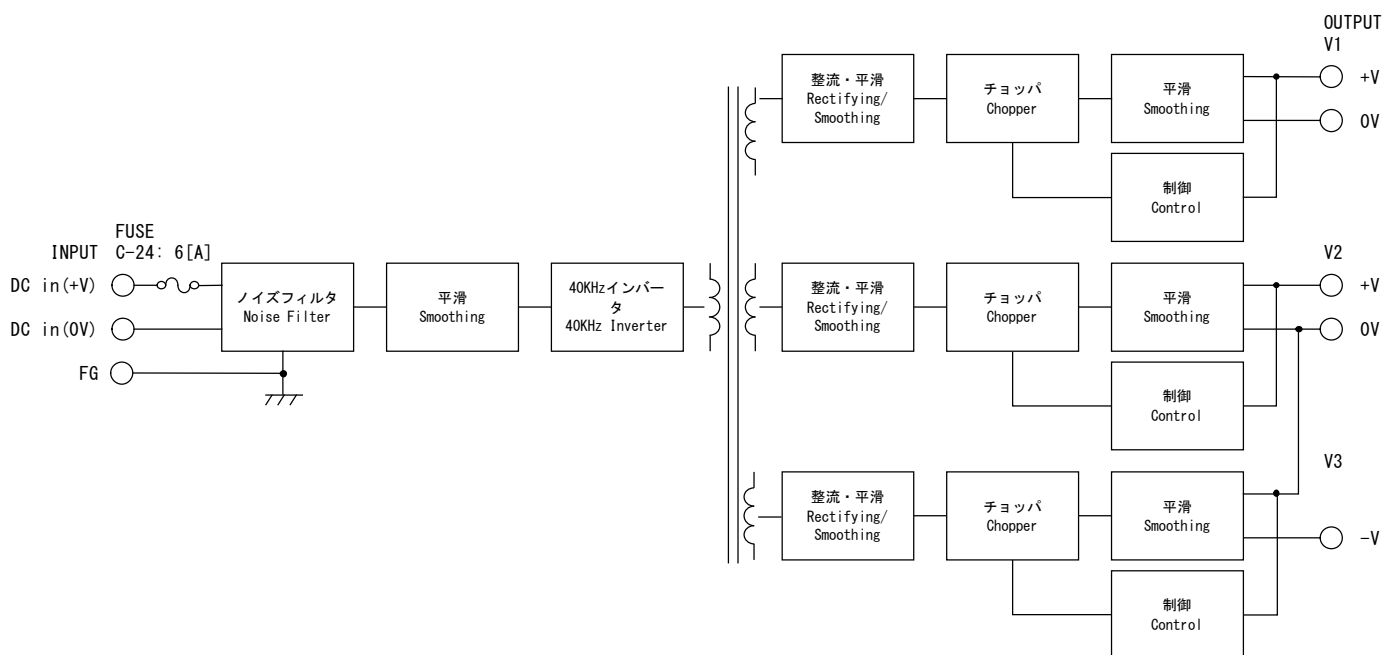 FUSE
INPUT C-24: 6[A]
DC in(+V)
DC in(0V)
FG
ノイズフィルタ
Noise Filter
平滑
Smoothing
40KHzインバー
タ
40KHz Inverter
OUTPUT
V1
整流・平滑
Rectifying/
Smoothing
チョッパ
Chopper
平滑
Smoothing
+V
0V
制御
Control
V2
整流・平滑
Rectifying/
Smoothing
チョッパ
Chopper
平滑
Smoothing
+V
0V
制御
Control
V3
整流・平滑
Rectifying/
Smoothing
チョッパ
Chopper
平滑
Smoothing
-V
制御
Control